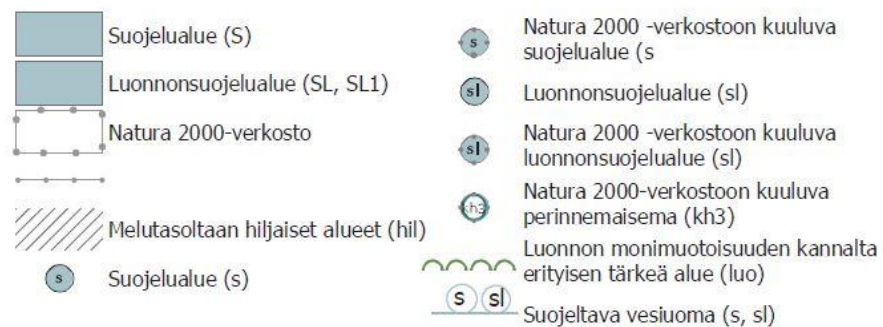 Suojelualue (S)
Luonnonsuojelualue (SL, SL1)
Natura 2000-verkosto
Melutasoltaan hiljaiset alueet (hil)
s Suojelualue (s)
s Natura 2000 -verkostoon kuuluva
suojelualue (s
sl Luonnonsuojelualue (sl)
sl Natura 2000 -verkostoon kuuluva
luonnonsuojelualue (sl)
kh3 Natura 2000-verkostoon kuuluva
perinnemaisema (kh3)
Luonnon monimuotoisuuden kannalta
erityisen tärkeä alue (luo)
s sl Suojeltava vesiuoma (s, sl)